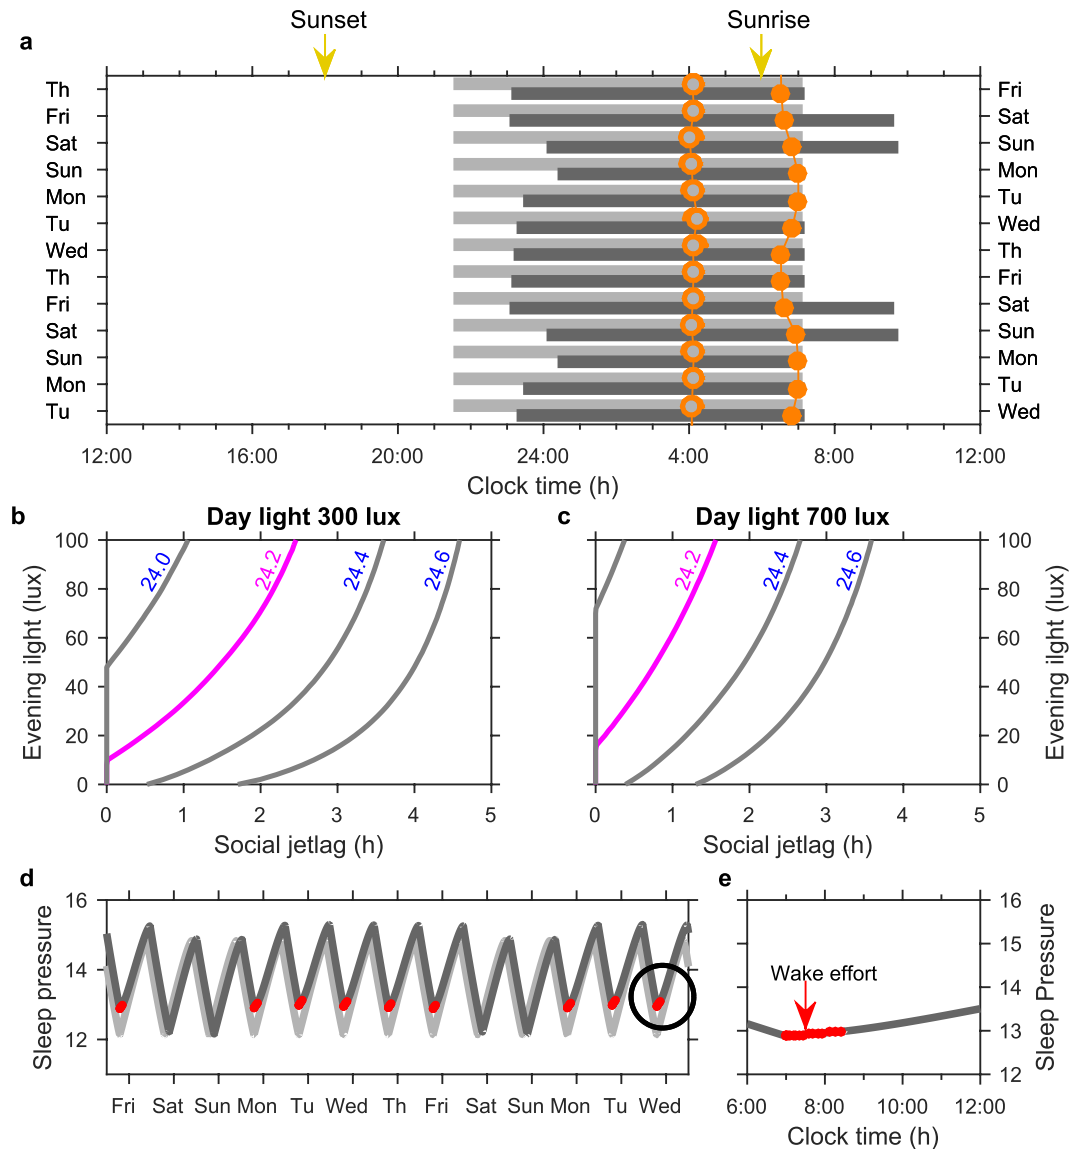 Sunset Sunrise
a
Th Fri
Fri Sat
Sat Sun
Sun Mon
Mon Tu
Tu Wed
Wed Th
Th Fri
Fri Sat
Sat Sun
Sun Mon
Mon Tu
Tu Wed
12:00 16:00 20:00 24:00 4:00 8:00 12:00
Clock time (h)
b Day light 300 lux
100
80
60
40
20
0
Evening ilght (lux)
24.0 24.2 24.4 24.6
0 1 2 3 4 5
Social jetlag (h)
c Day light 700 lux
24.2 24.4 24.6
100
80
60
40
20
0
Evening ilght (lux)
0 1 2 3 4 5
Social jetlag (h)
d
16
14
12
Sleep pressure
Fri Sat Sun Mon Tu Wed Th Fri Sat Sun Mon Tu Wed
e
Wake effort
16
15
14
13
12
Sleep Pressure
6:00 8:00 10:00 12:00
Clock time (h)